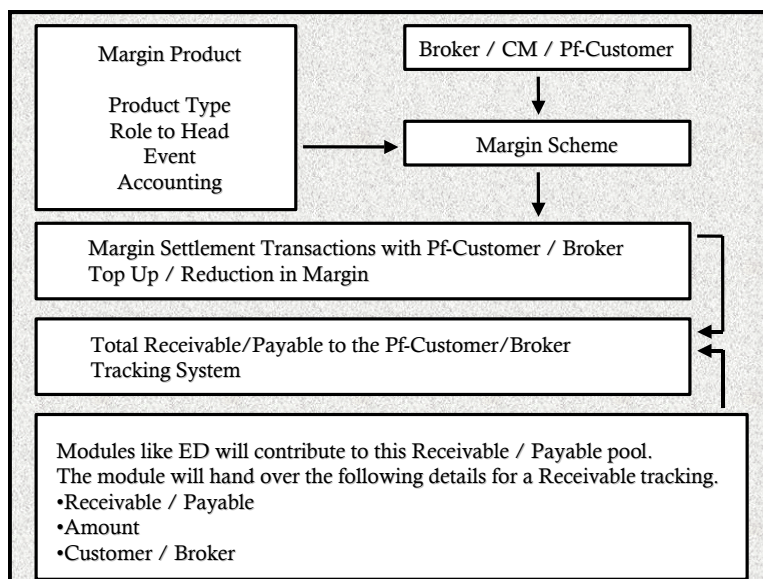 Margin Product
Product Type
Role to Head
Event
Accounting
Broker / CM / Pf-Customer
Margin Scheme
Margin Settlement Transactions with Pf-Customer / Broker
Top Up / Reduction in Margin
Total Receivable/Payable to the Pf-Customer/Broker
Tracking System
Modules like ED will contribute to this Receivable / Payable pool.
The module will hand over the following details for a Receivable tracking.
•Receivable / Payable
•Amount
•Customer / Broker